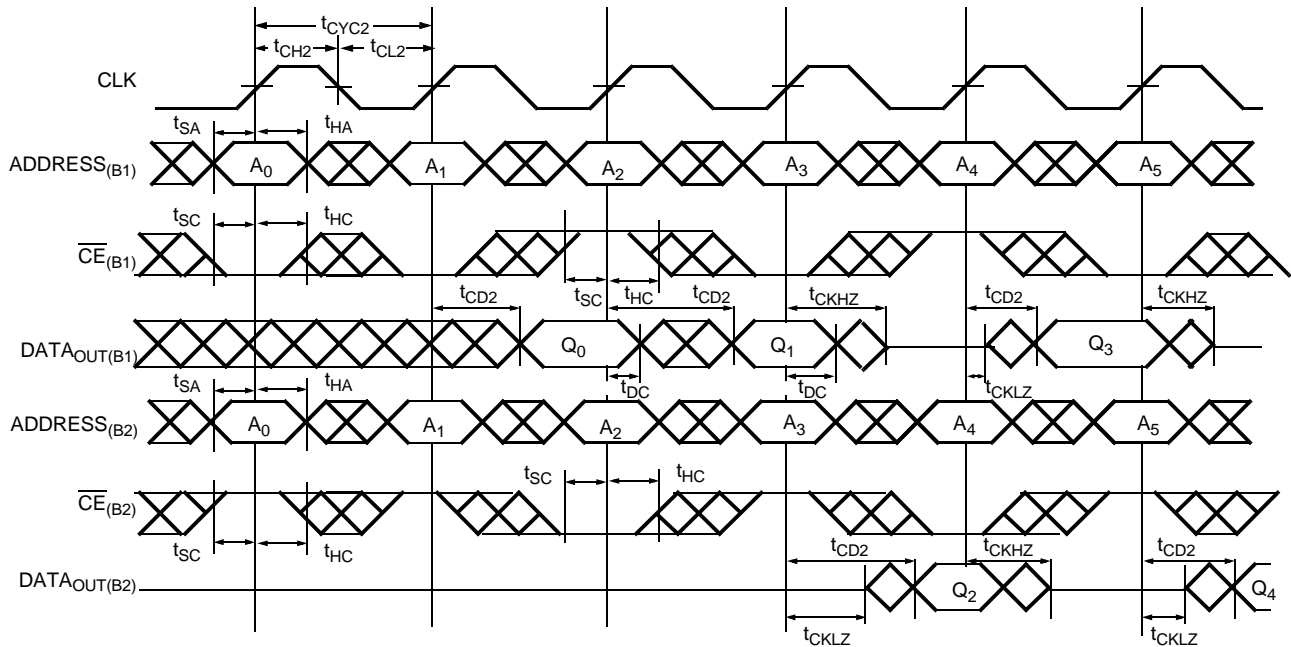 tCYC2
tCH2 tCL2
CLK
tSA tHA
ADDRESS(B1) A0 A1 A2 A3 A4 A5
tSC tHC
CE(B1)
tSC tHC
tCD2 tCD2 tCKHZ tCD2 tCKHZ
DATAOUT(B1) Q0 Q1 Q3
tSA tHA tDC tDC tCKLZ
ADDRESS(B2) A0 A1 A2 A3 A4 A5
tSC tHC
CE(B2)
tSC tHC tCD2 tCKHZ tCD2
DATAOUT(B2) Q2 Q4
tCKLZ tCKLZ